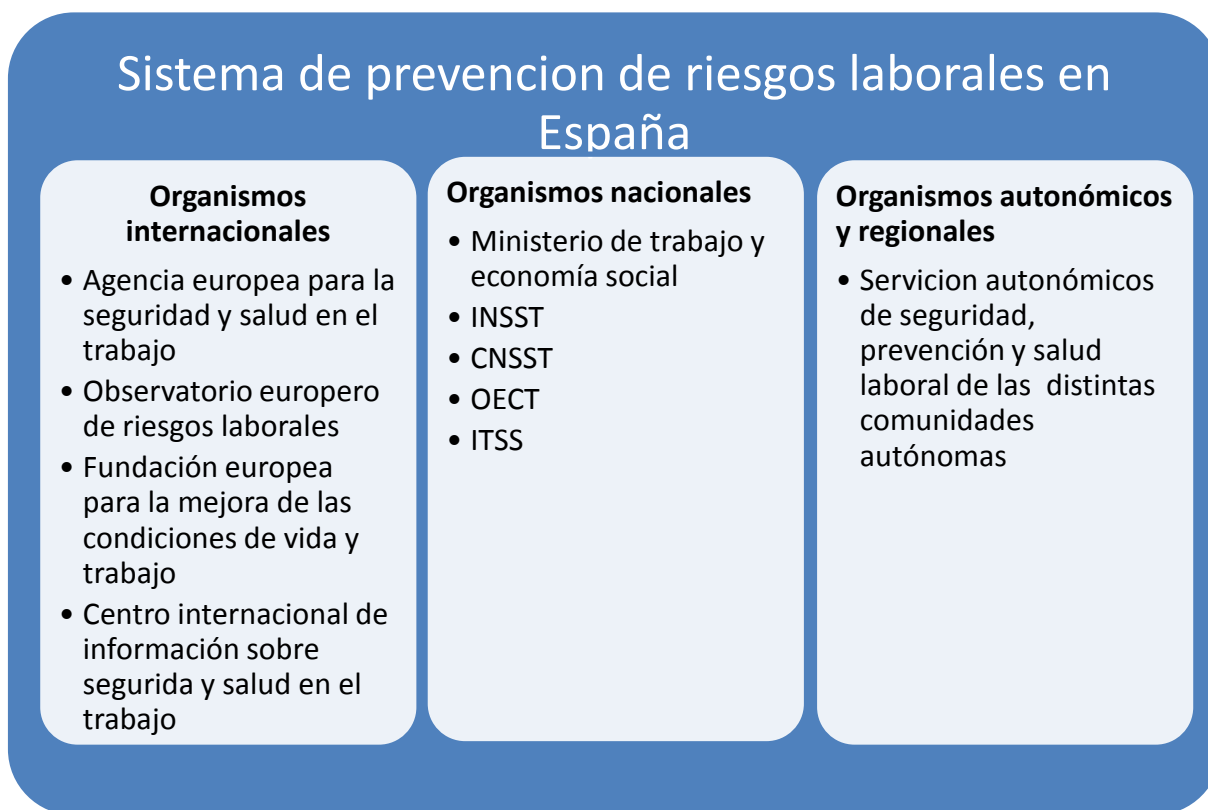 Sistema de prevencion de riesgos laborales en
España
Organismos
internacionales
• Agencia europea para la
seguridad y salud en el
trabajo
• Observatorio europero
de riesgos laborales
• Fundación europea
para la mejora de las
condiciones de vida y
trabajo
• Centro internacional de
información sobre
segurida y salud en el
trabajo
Organismos nacionales
• Ministerio de trabajo y
economía social
• INSST
• CNSST
• OECT
• ITSS
Organismos autonómicos
y regionales
• Servicion autonómicos
de seguridad,
prevención y salud
laboral de las distintas
comunidades
autónomas